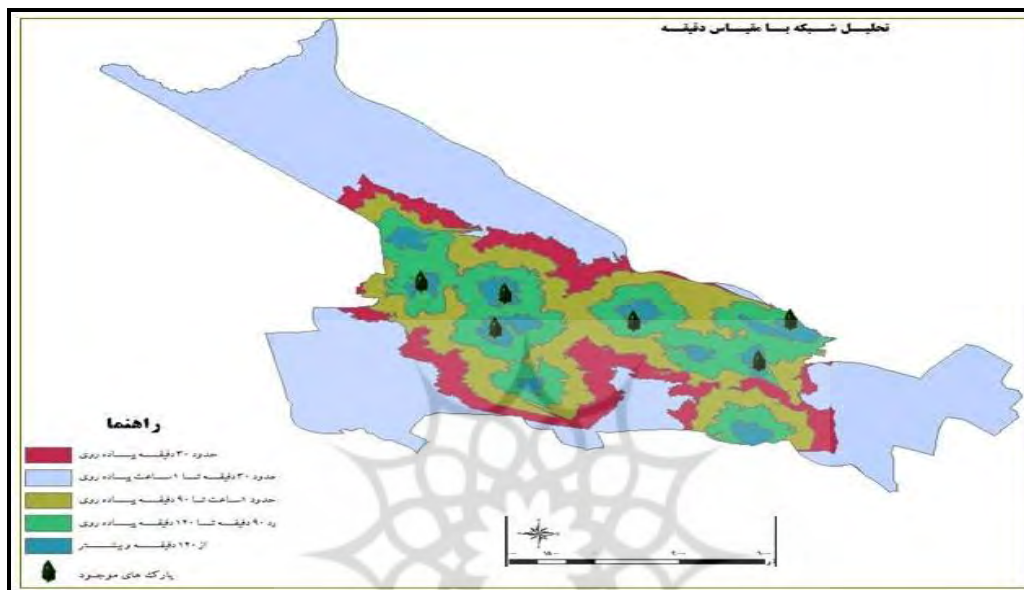 تحلیل شبکه با مقیاس دقیقه
راهنما
حدود ۳۰ دقیقه پیاده روی
حدود ۳۰ دقیقه تا ۱ ساعت پیاده روی
حدود ۱ ساعت تا ۹۰ دقیقه پیاده روی
رد ۹۰ دقیقه تا ۱۲۰ دقیقه پیاده روی
از ۱۲۰ دقیقه و بیشتر
پارک های موجود